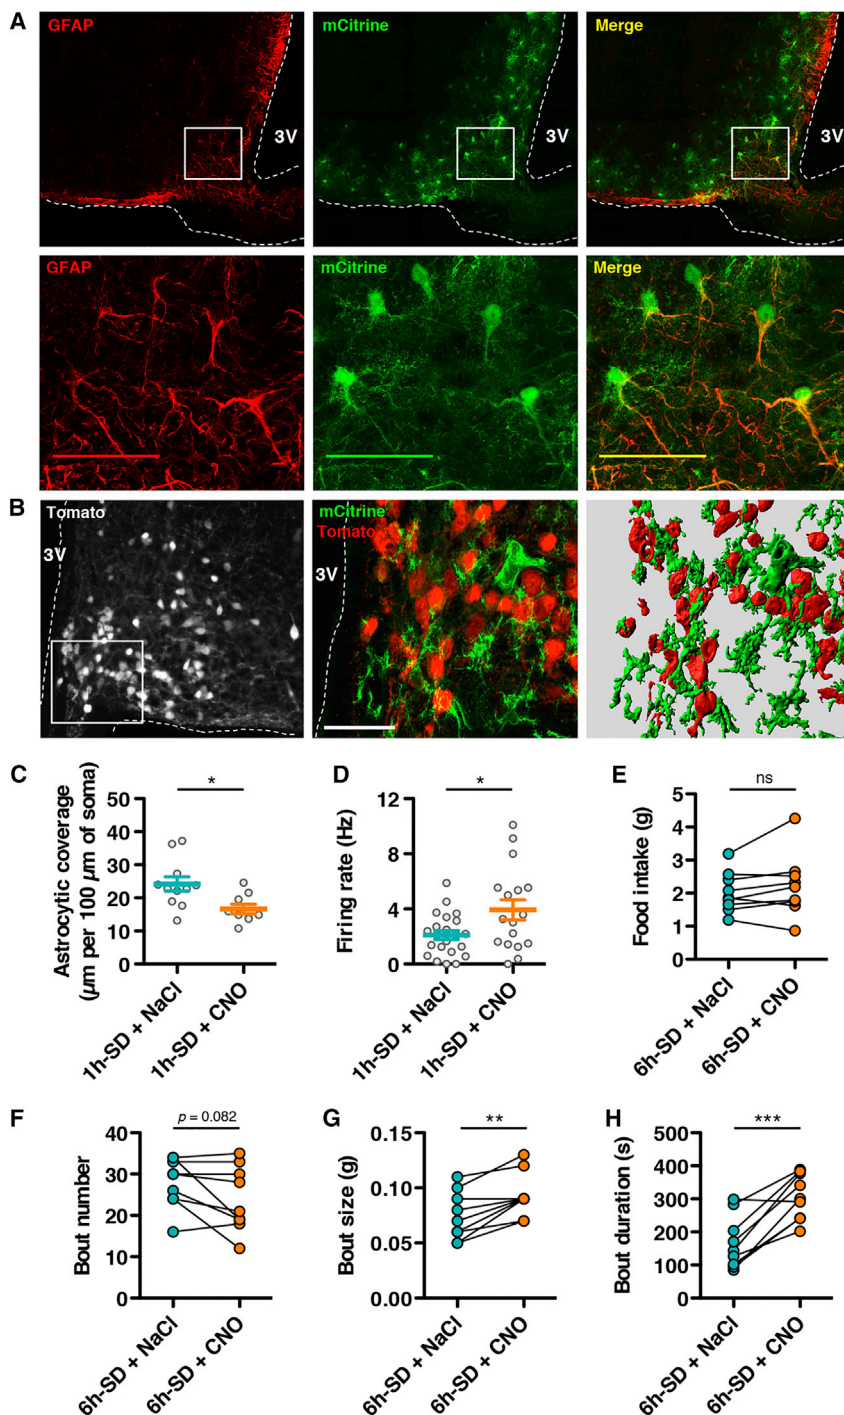 A
GFAP
mCitrine
Merge
3V
3V
3V
GFAP
mCitrine
Merge
B
Tomato
3V
mCitrine
Tomato
3V
C
Astrocytic coverage
(µm per 100 µm of soma)
50
40
30
20
10
0
*
1h-SD + NaCl
1h-SD + CNO
D
Firing rate (Hz)
12
8
4
0
*
1h-SD + NaCl
1h-SD + CNO
E
Food intake (g)
5
4
3
2
1
0
ns
6h-SD + NaCl
6h-SD + CNO
F
Bout number
40
30
20
10
0
p = 0.082
6h-SD + NaCl
6h-SD + CNO
G
Bout size (g)
0.15
0.10
0.05
0.00
**
6h-SD + NaCl
6h-SD + CNO
H
Bout duration (s)
500
400
300
200
100
0
***
6h-SD + NaCl
6h-SD + CNO